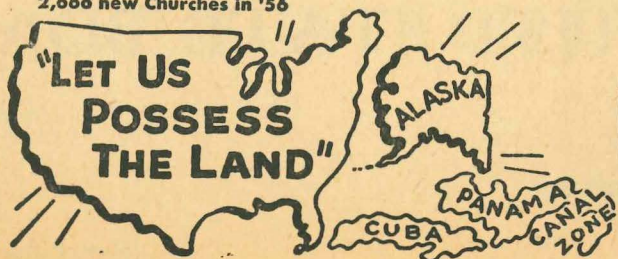 2,000 new Churches in '56
"LET US
POSSESS
THE LAND"
ALASKA
CUBA
PANAMA
CANAL
ZONE